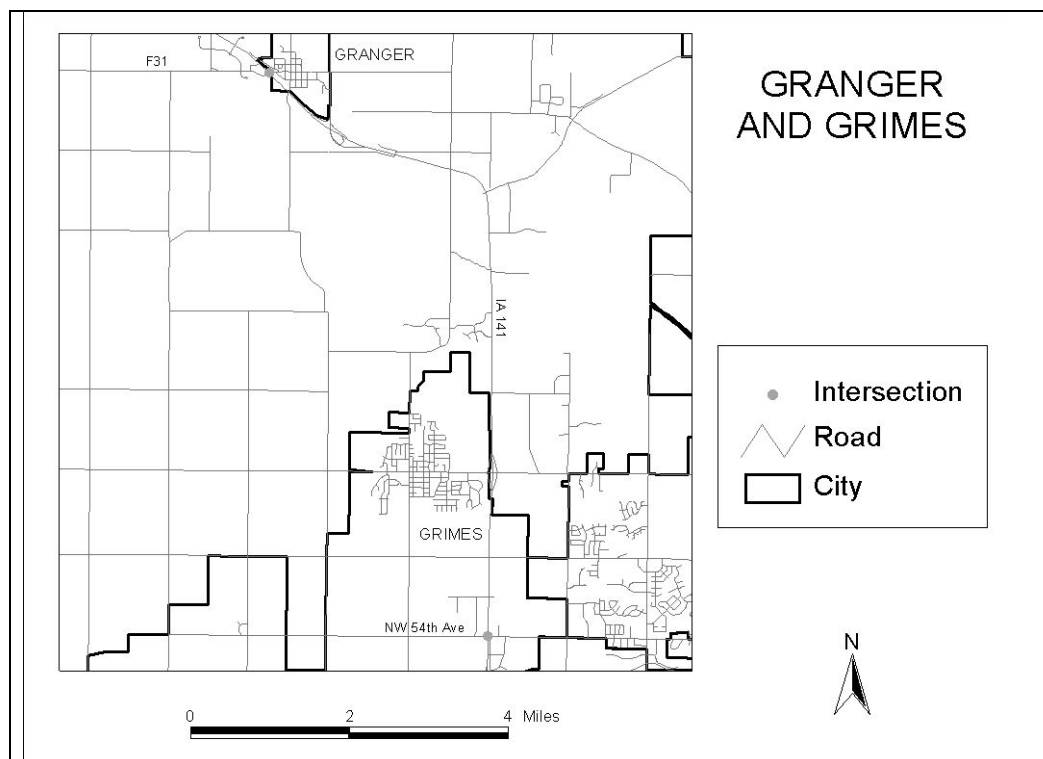 GRANGER
AND GRIMES
F31
GRANGER
IA 141
GRIMES
NW 54th Ave
Intersection
Road
City
N
0 2 4 Miles